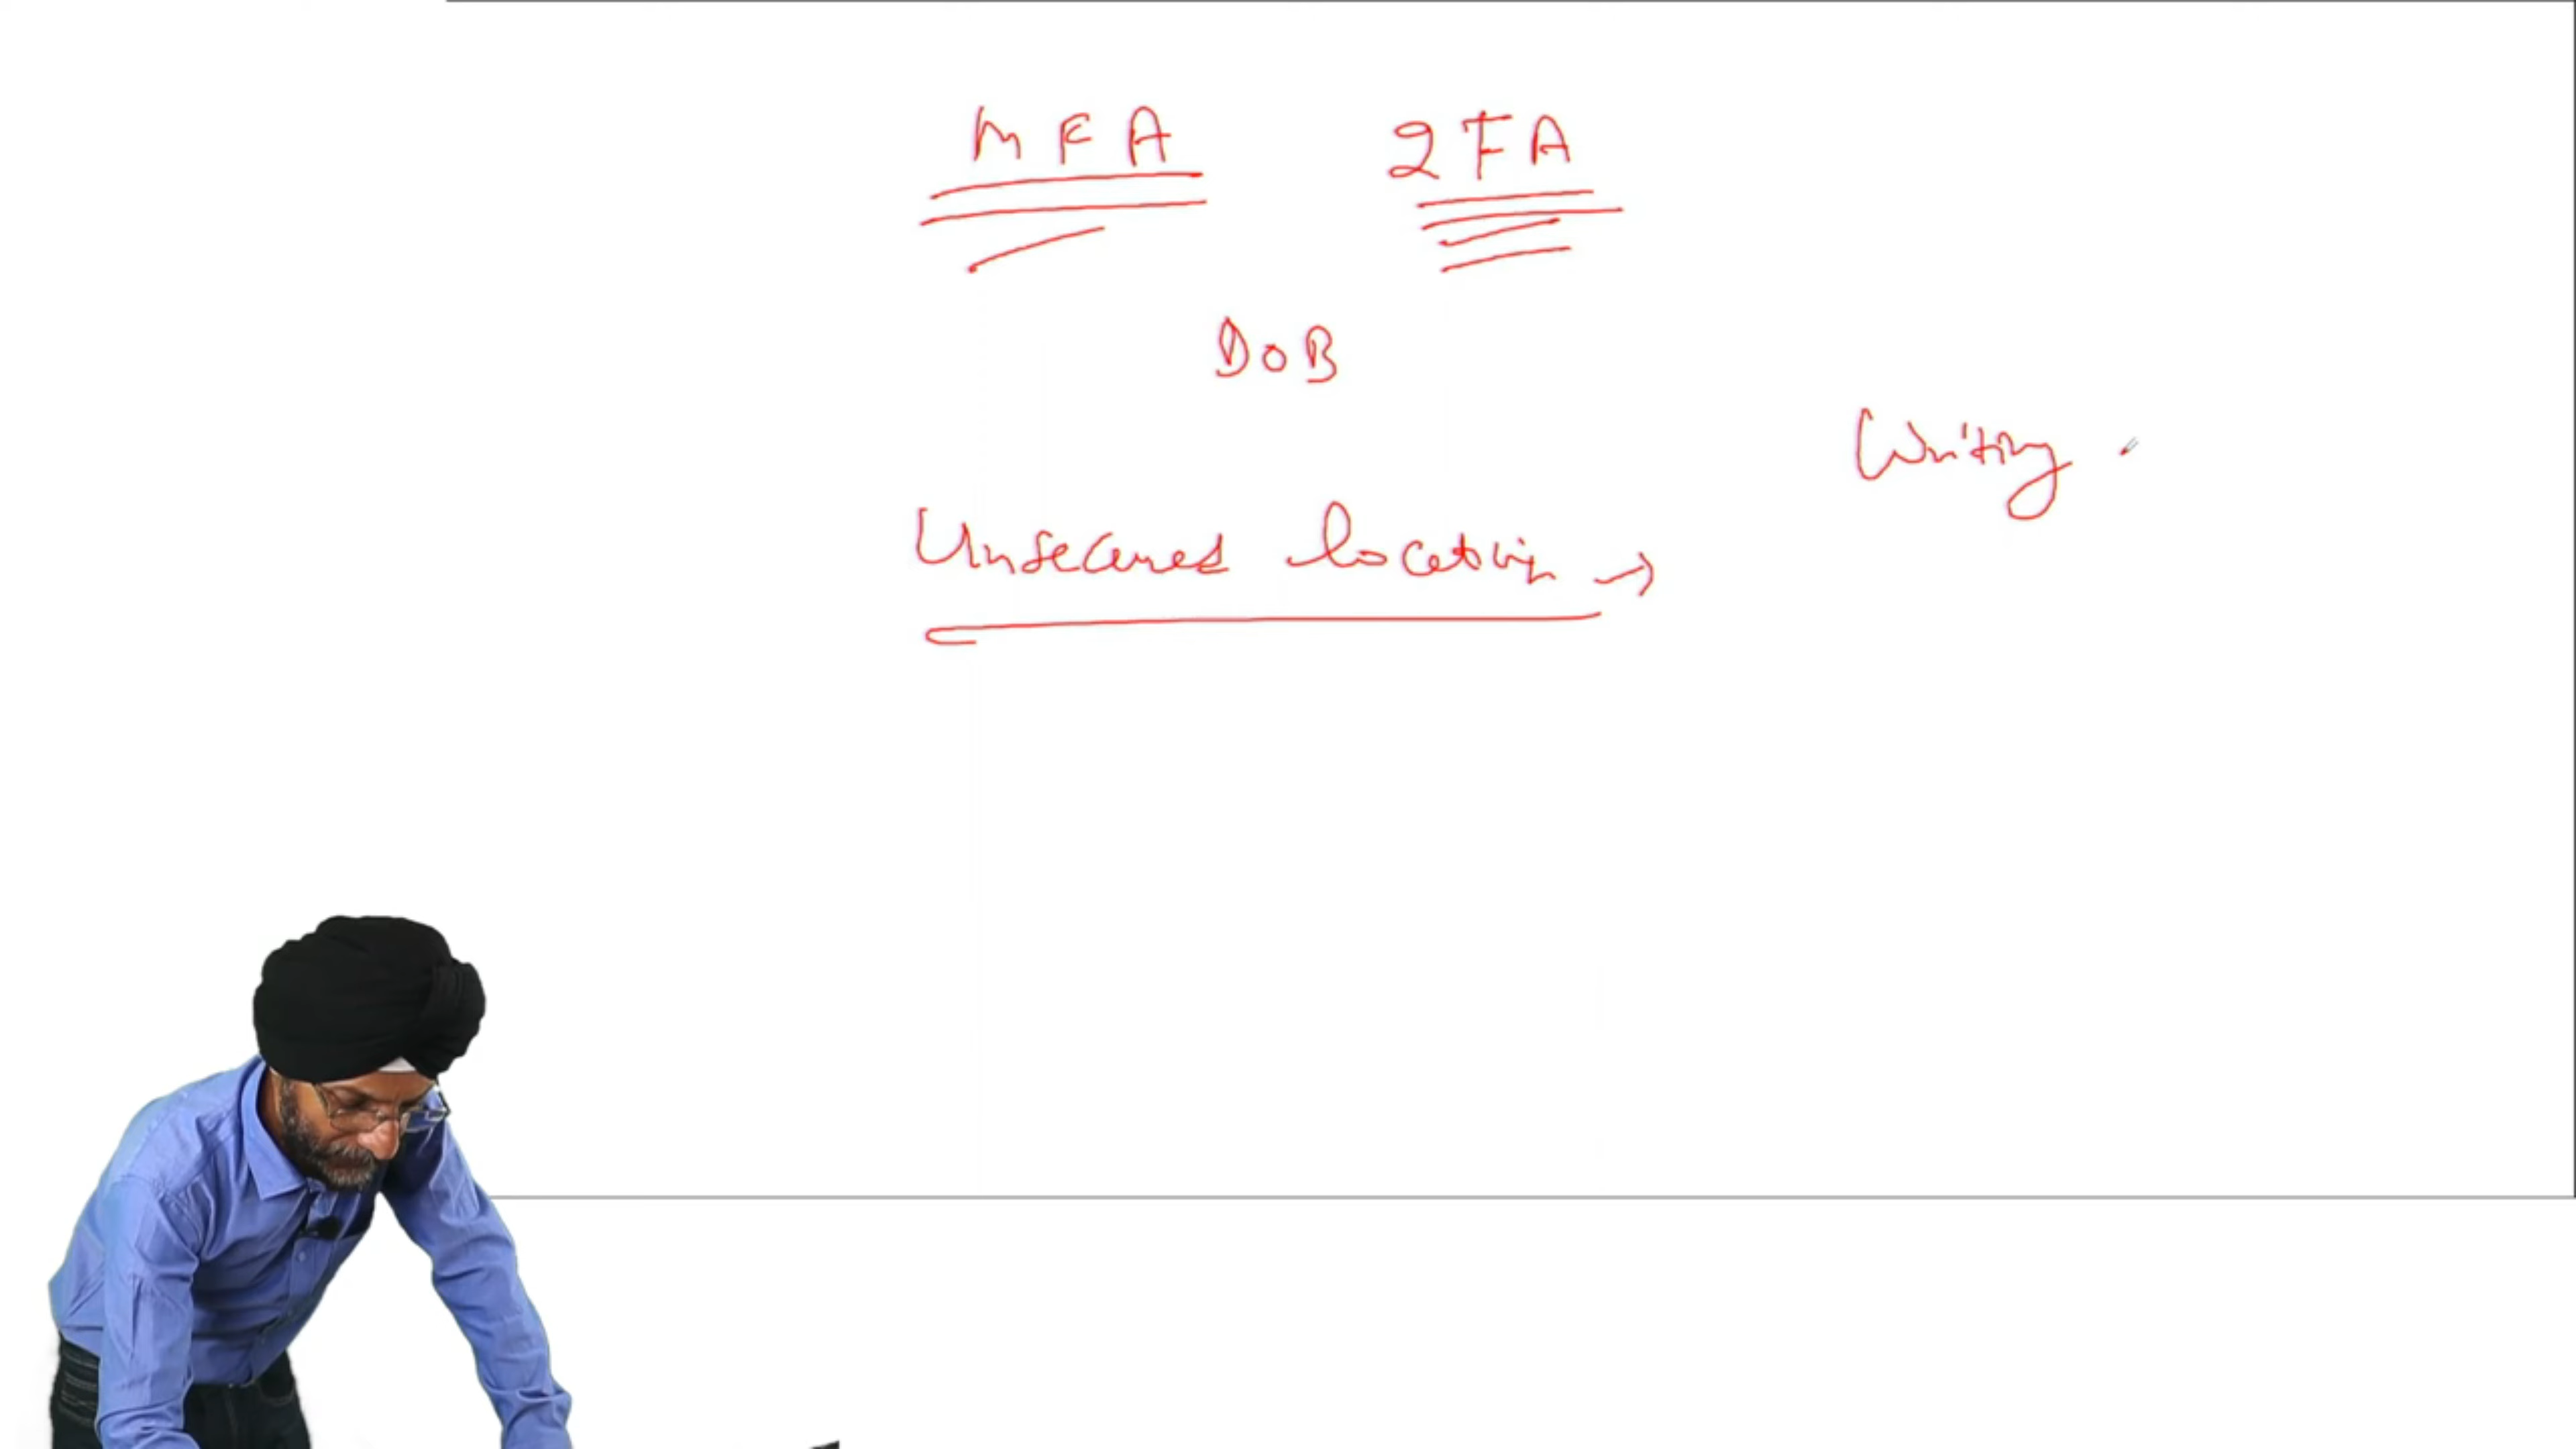 MFA 2FA
DOB
Writing
Unsecured location →